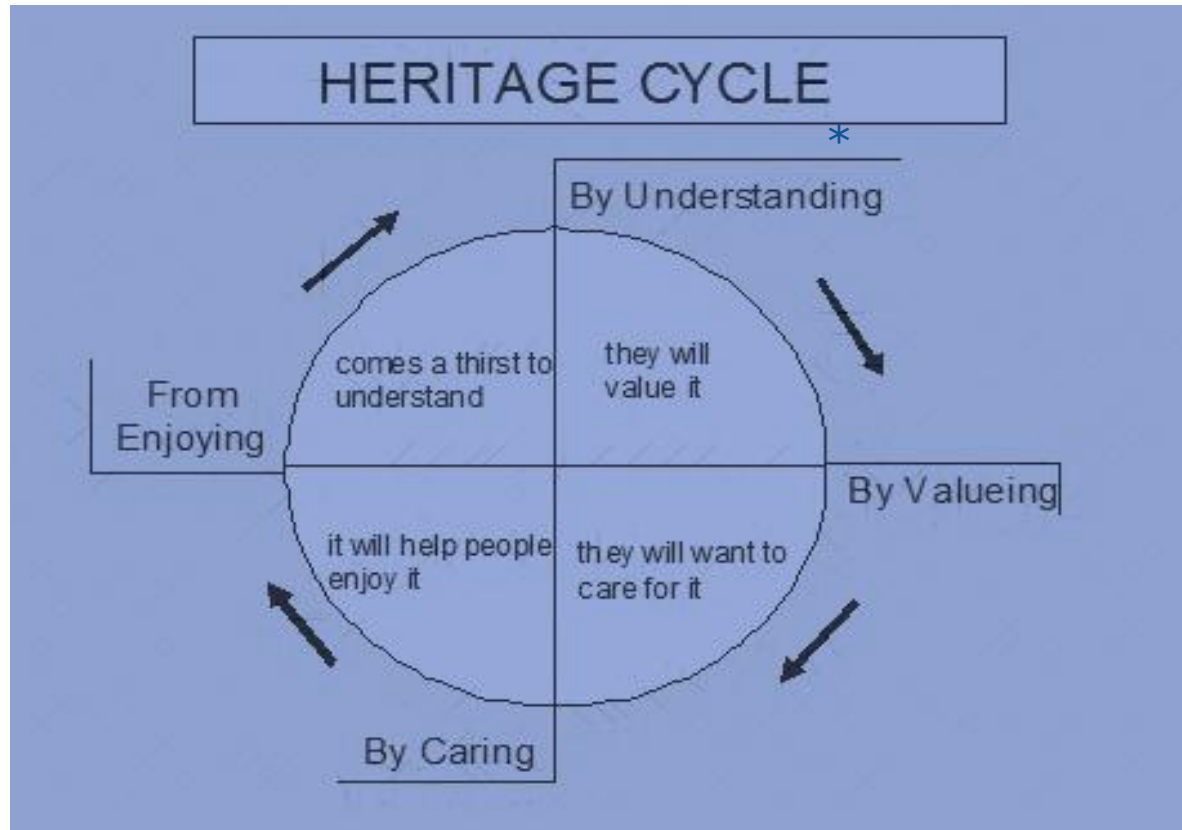 HERITAGE CYCLE
*
By Understanding
they will
value it
By Valueing
they will want to
care for it
By Caring
it will help people
enjoy it
From
Enjoying
comes a thirst to
understand